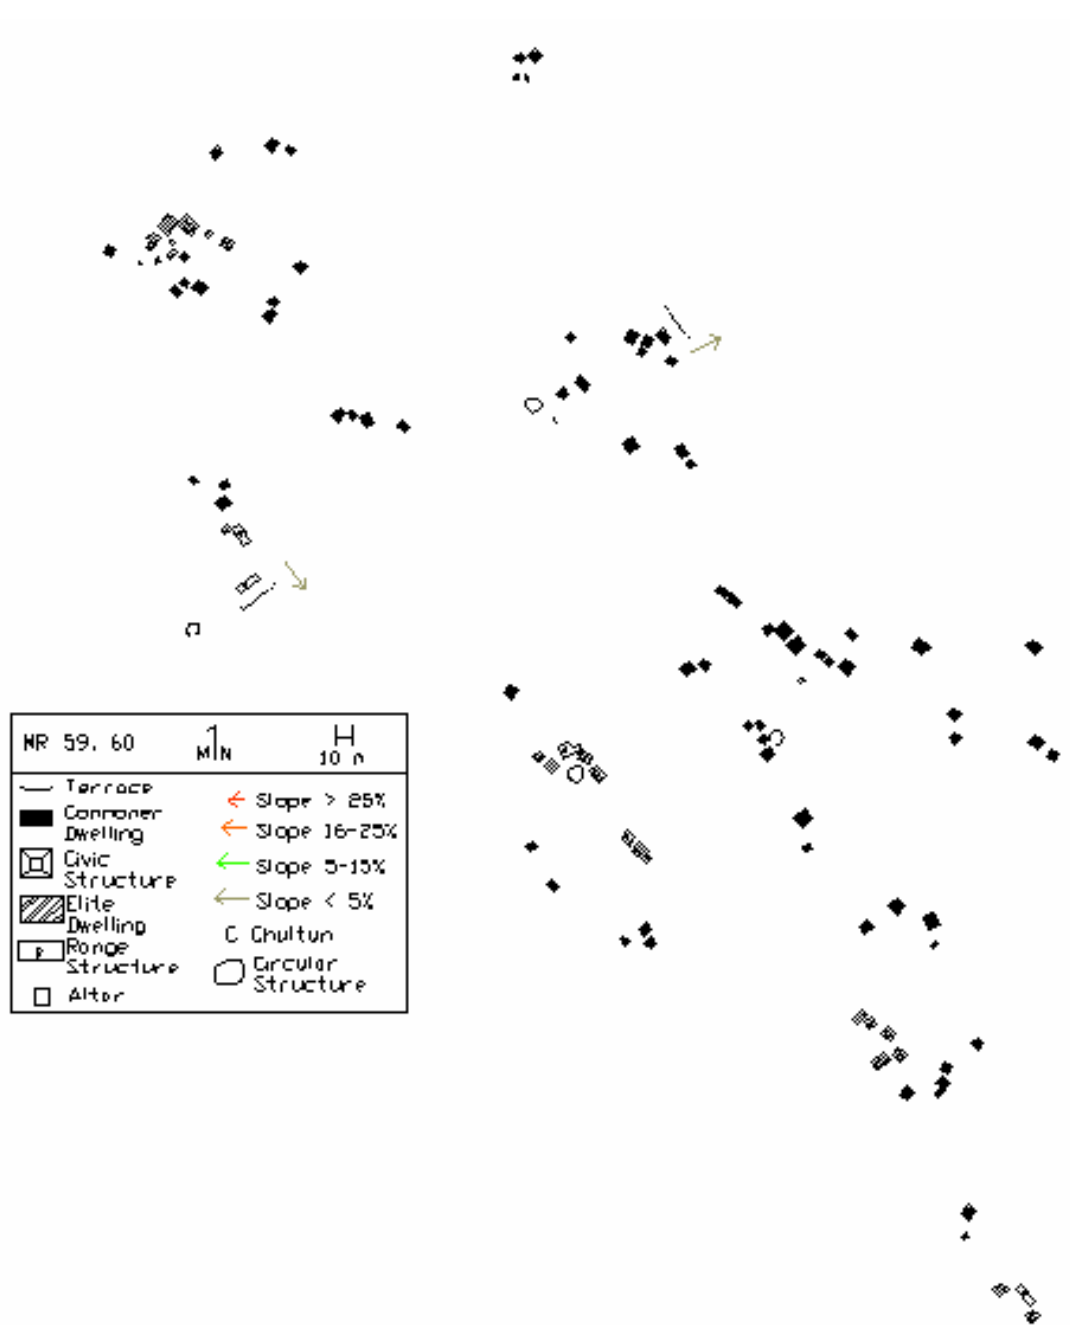 NR 59, 60
MN
10 m
Terrace
Commoner
Dwelling
Civic
Structure
Elite
Dwelling
R
Range
Structure
Altar
Slope > 25%
Slope 16-25%
Slope 5-15%
Slope < 5%
C Chultun
Circular
Structure